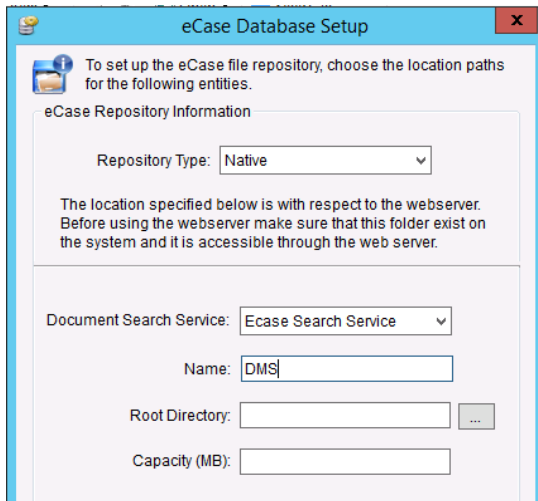 eCase Database Setup
x
To set up the eCase file repository, choose the location paths
for the following entities.
eCase Repository Information
Repository Type: Native
The location specified below is with respect to the webserver.
Before using the webserver make sure that this folder exist on
the system and it is accessible through the web server.
Document Search Service: Ecase Search Service
Name: DMS
Root Directory: ...
Capacity (MB):